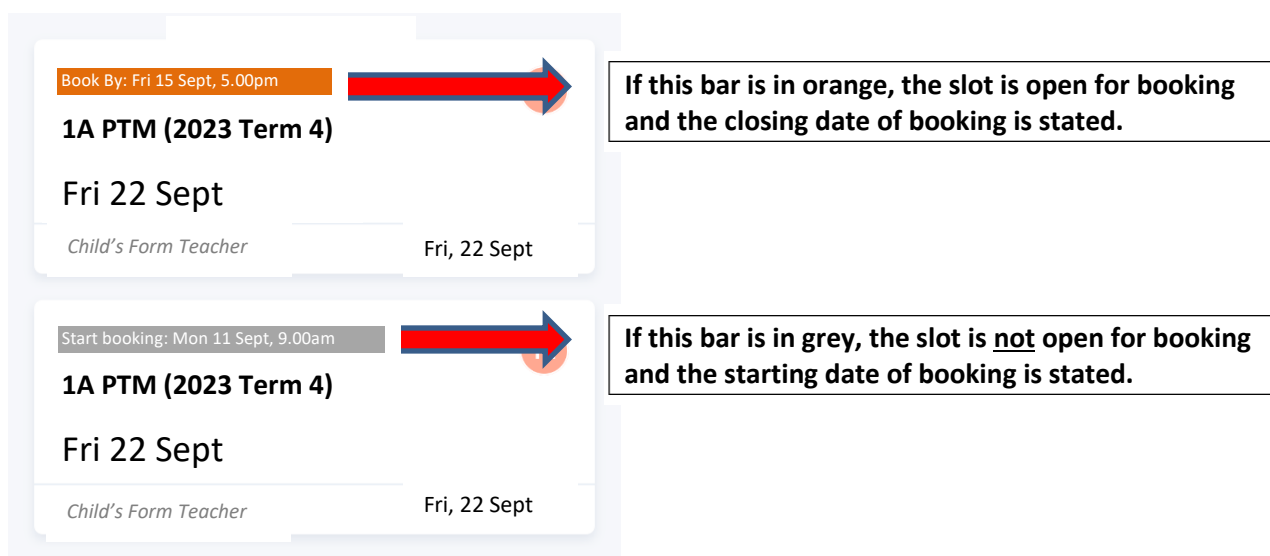 Book By: Fri 15 Sept, 5.00pm
If this bar is in orange, the slot is open for booking
and the closing date of booking is stated.
1A PTM (2023 Term 4)
Fri 22 Sept
Child's Form Teacher
Fri, 22 Sept
Start booking: Mon 11 Sept, 9.00am
If this bar is in grey, the slot is not open for booking
and the starting date of booking is stated.
1A PTM (2023 Term 4)
Fri 22 Sept
Child's Form Teacher
Fri, 22 Sept